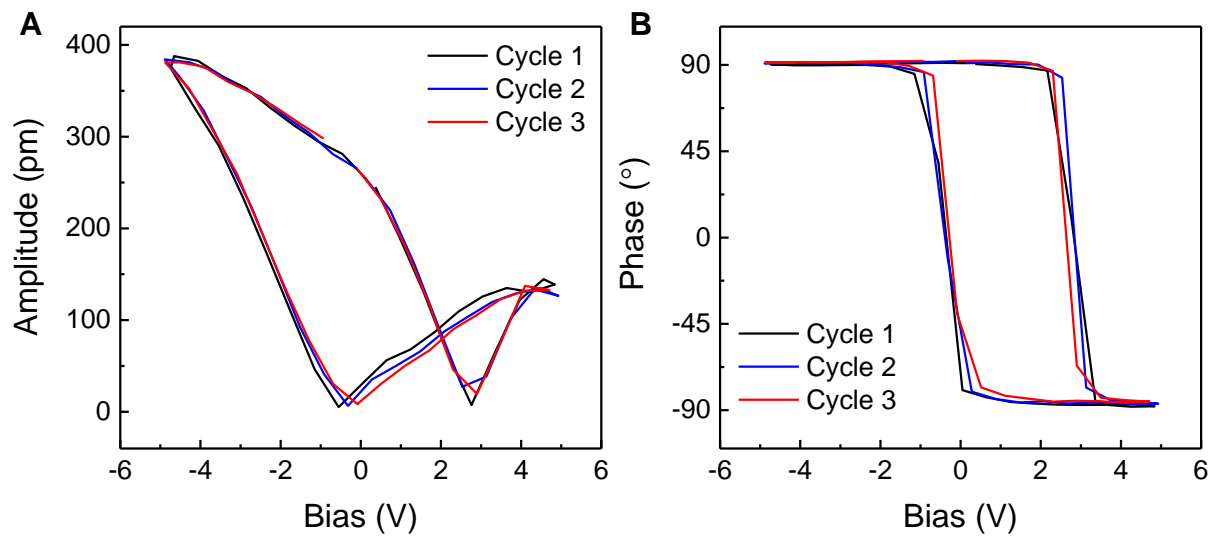 A
Amplitude (pm)
400
300
200
100
0
Cycle 1
Cycle 2
Cycle 3
-6 -4 -2 0 2 4 6
Bias (V)
B
Phase (°)
90
45
0
-45
-90
Cycle 1
Cycle 2
Cycle 3
-6 -4 -2 0 2 4 6
Bias (V)